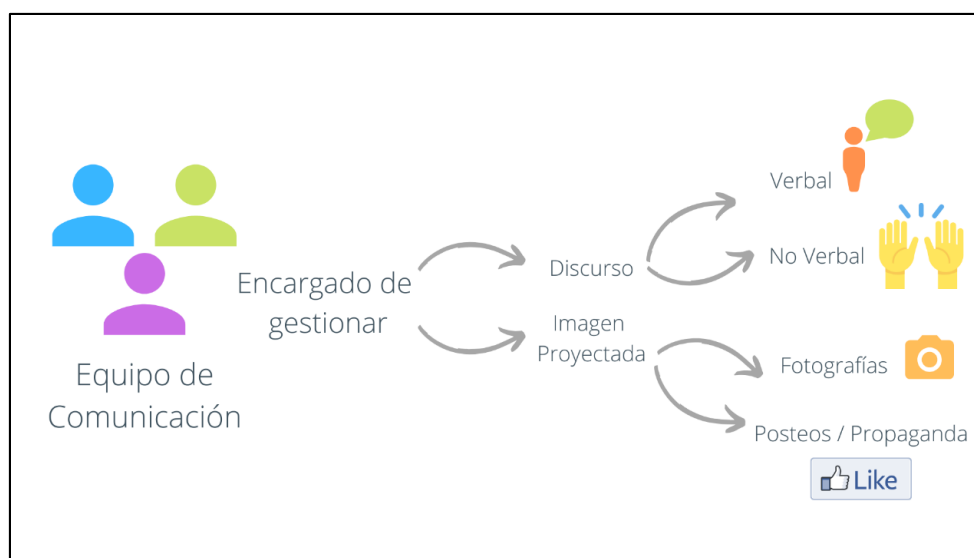 Equipo de
Comunicación
Encargado de
gestionar
Discurso
Imagen
Proyectada
Verbal
No Verbal
Fotografías
Posteos / Propaganda
Like